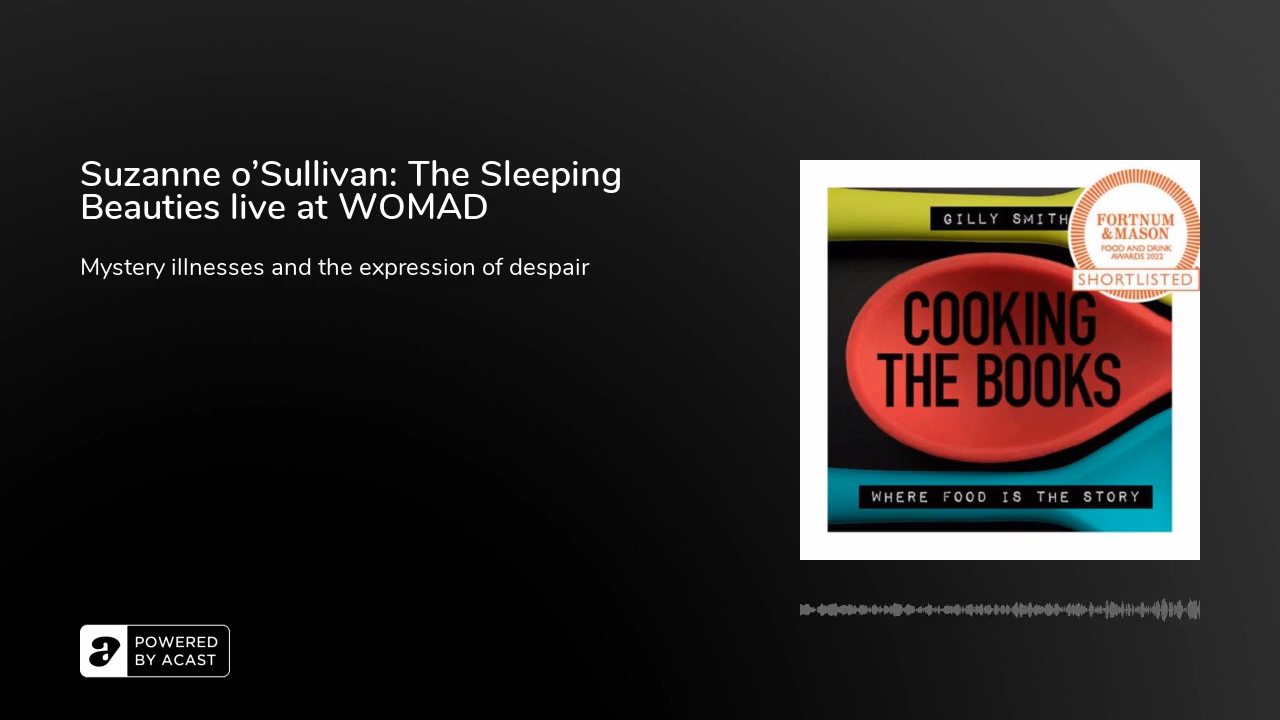 Suzanne o’Sullivan: The Sleeping
Beauties live at WOMAD
Mystery illnesses and the expression of despair
GILLY SMITH
FORTNUM
& MASON
FOOD AND DRINK
AWARDS 2022
SHORTLISTED
COOKING
THE BOOKS
WHERE FOOD IS THE STORY
POWERED
BY ACAST